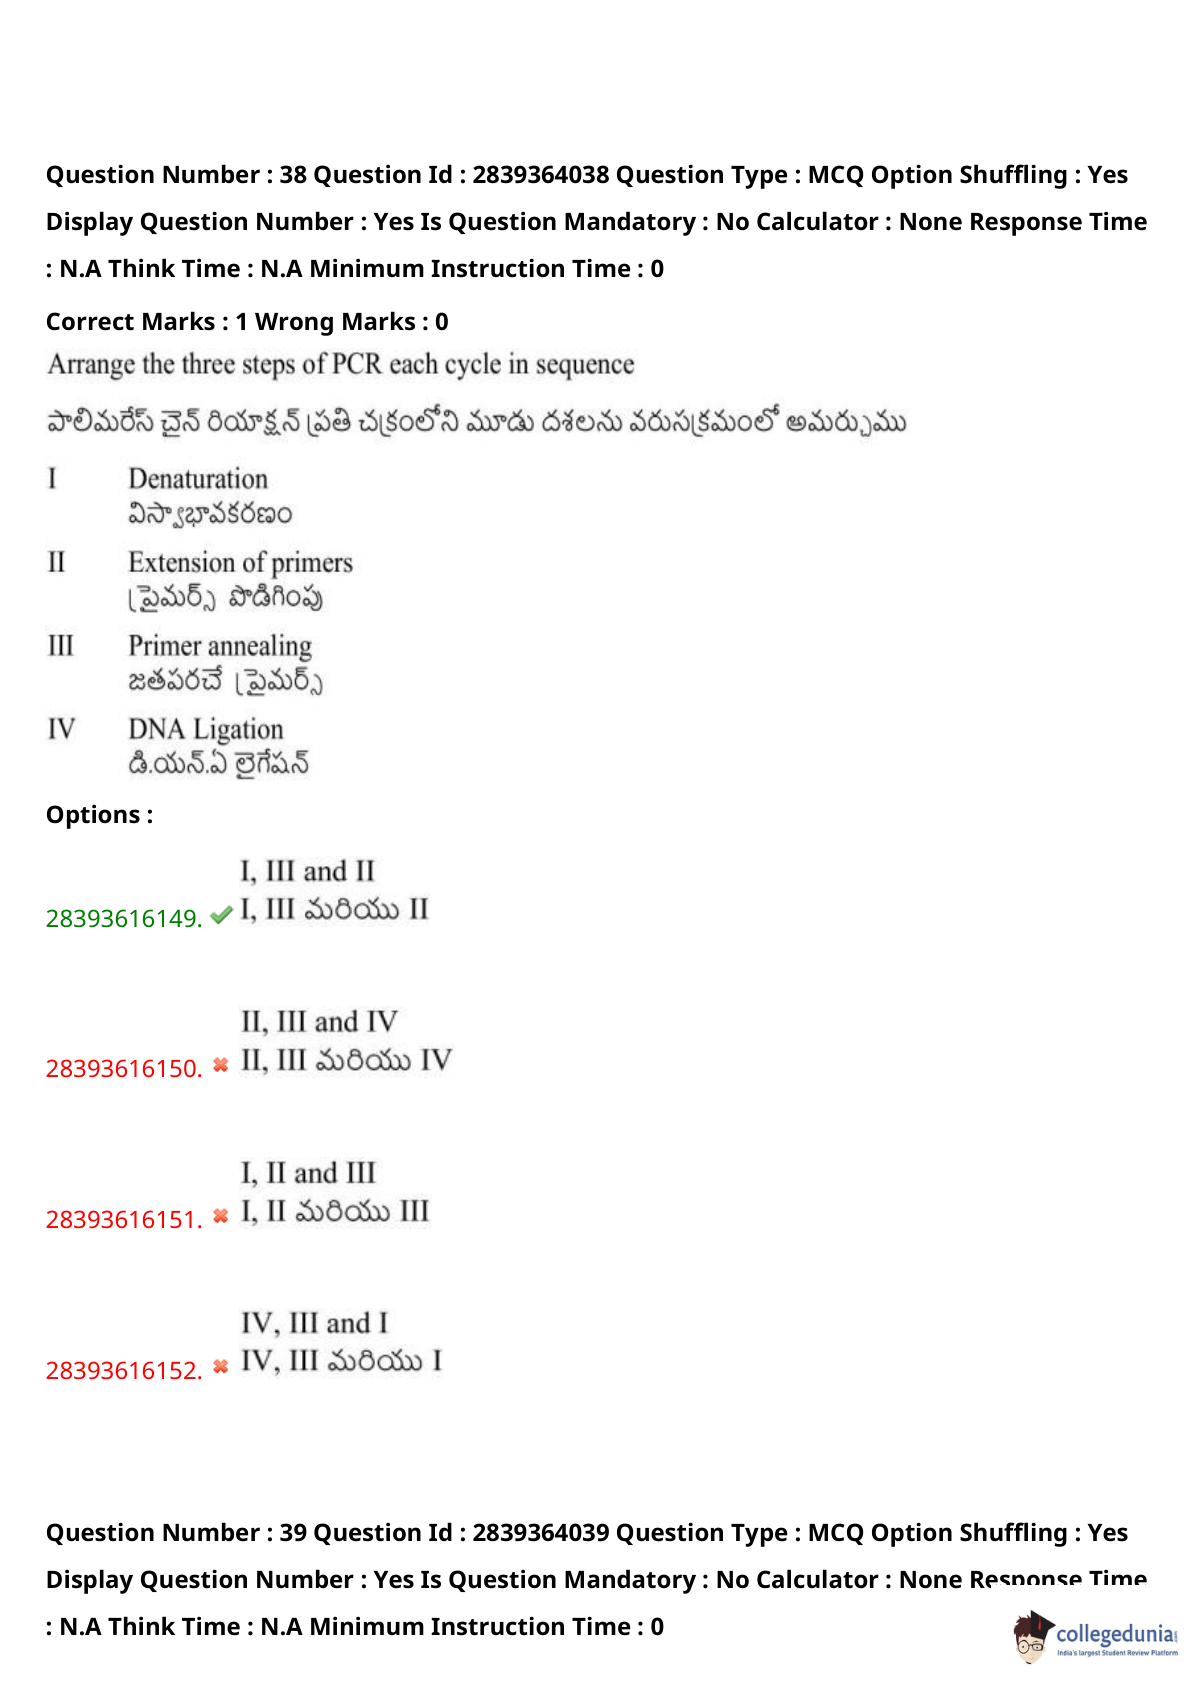 Question Number : 38 Question Id : 2839364038 Question Type : MCQ Option Shuffling : Yes
Display Question Number : Yes Is Question Mandatory : No Calculator : None Response Time
: N.A Think Time : N.A Minimum Instruction Time : 0
Correct Marks : 1 Wrong Marks : 0
Arrange the three steps of PCR each cycle in sequence
పాలిమరేస్ చైన్ రియాక్షన్ ప్రతి చక్రంలోని మూడు దశలను వరుసక్రమంలో అమర్చుము
I Denaturation
విస్వాభావకరణం
II Extension of primers
ప్రైమర్స్ పొడిగింపు
III Primer annealing
జతపరచే ప్రైమర్స్
IV DNA Ligation
డి.యన్.ఏ లైగేషన్
Options :
I, III and II
28393616149. I, III మరియు II
II, III and IV
28393616150. II, III మరియు IV
I, II and III
28393616151. I, II మరియు III
IV, III and I
28393616152. IV, III మరియు I
Question Number : 39 Question Id : 2839364039 Question Type : MCQ Option Shuffling : Yes
Display Question Number : Yes Is Question Mandatory : No Calculator : None Response Time
: N.A Think Time : N.A Minimum Instruction Time : 0
collegedunia
India's largest Student Review Platform